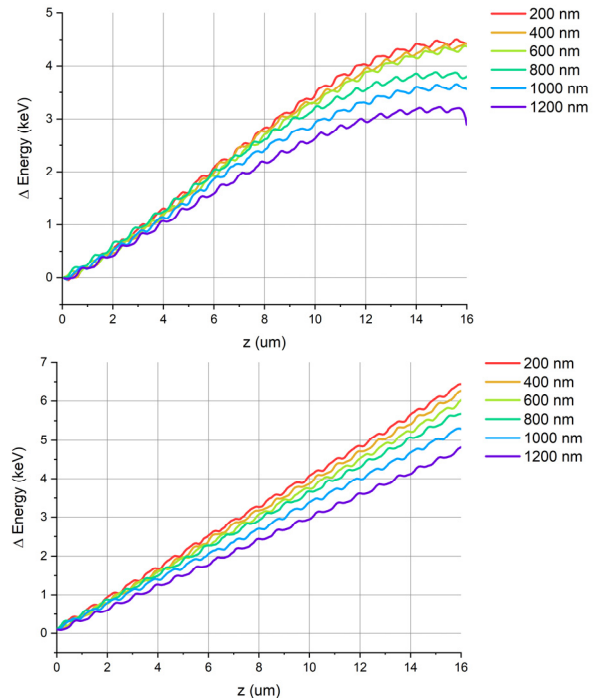 5
4
3
2
1
0
Δ Energy (keV)
0 2 4 6 8 10 12 14 16
z (um)
200 nm
400 nm
600 nm
800 nm
1000 nm
1200 nm
7
6
5
4
3
2
1
0
Δ Energy (keV)
0 2 4 6 8 10 12 14 16
z (um)
200 nm
400 nm
600 nm
800 nm
1000 nm
1200 nm